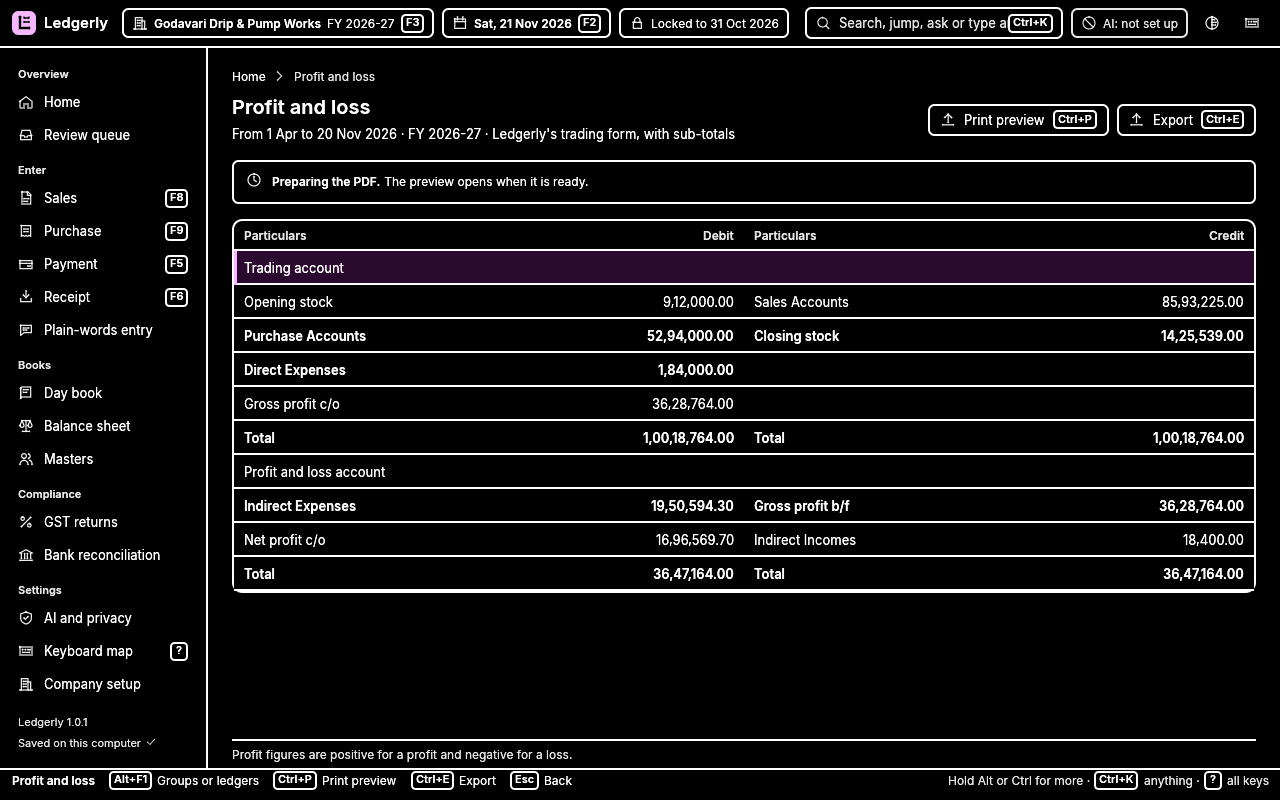 Ledgerly
Godavari Drip & Pump Works FY 2026-27 F3
Sat, 21 Nov 2026 F2
Locked to 31 Oct 2026
Search, jump, ask or type a Ctrl+K
AI: not set up
Overview
Home
Review queue
Enter
Sales F8
Purchase F9
Payment F5
Receipt F6
Plain-words entry
Books
Day book
Balance sheet
Masters
Compliance
GST returns
Bank reconciliation
Settings
AI and privacy
Keyboard map ?
Company setup
Ledgerly 1.0.1
Saved on this computer
Home > Profit and loss
Profit and loss
From 1 Apr to 20 Nov 2026 · FY 2026-27 · Ledgerly's trading form, with sub-totals
Print preview Ctrl+P
Export Ctrl+E
Preparing the PDF. The preview opens when it is ready.
Particulars Debit Particulars Credit
Trading account
Opening stock 9,12,000.00 Sales Accounts 85,93,225.00
Purchase Accounts 52,94,000.00 Closing stock 14,25,539.00
Direct Expenses 1,84,000.00
Gross profit c/o 36,28,764.00
Total 1,00,18,764.00 Total 1,00,18,764.00
Profit and loss account
Indirect Expenses 19,50,594.30 Gross profit b/f 36,28,764.00
Net profit c/o 16,96,569.70 Indirect Incomes 18,400.00
Total 36,47,164.00 Total 36,47,164.00
Profit figures are positive for a profit and negative for a loss.
Profit and loss Alt+F1 Groups or ledgers Ctrl+P Print preview Ctrl+E Export Esc Back
Hold Alt or Ctrl for more · Ctrl+K anything · ? all keys